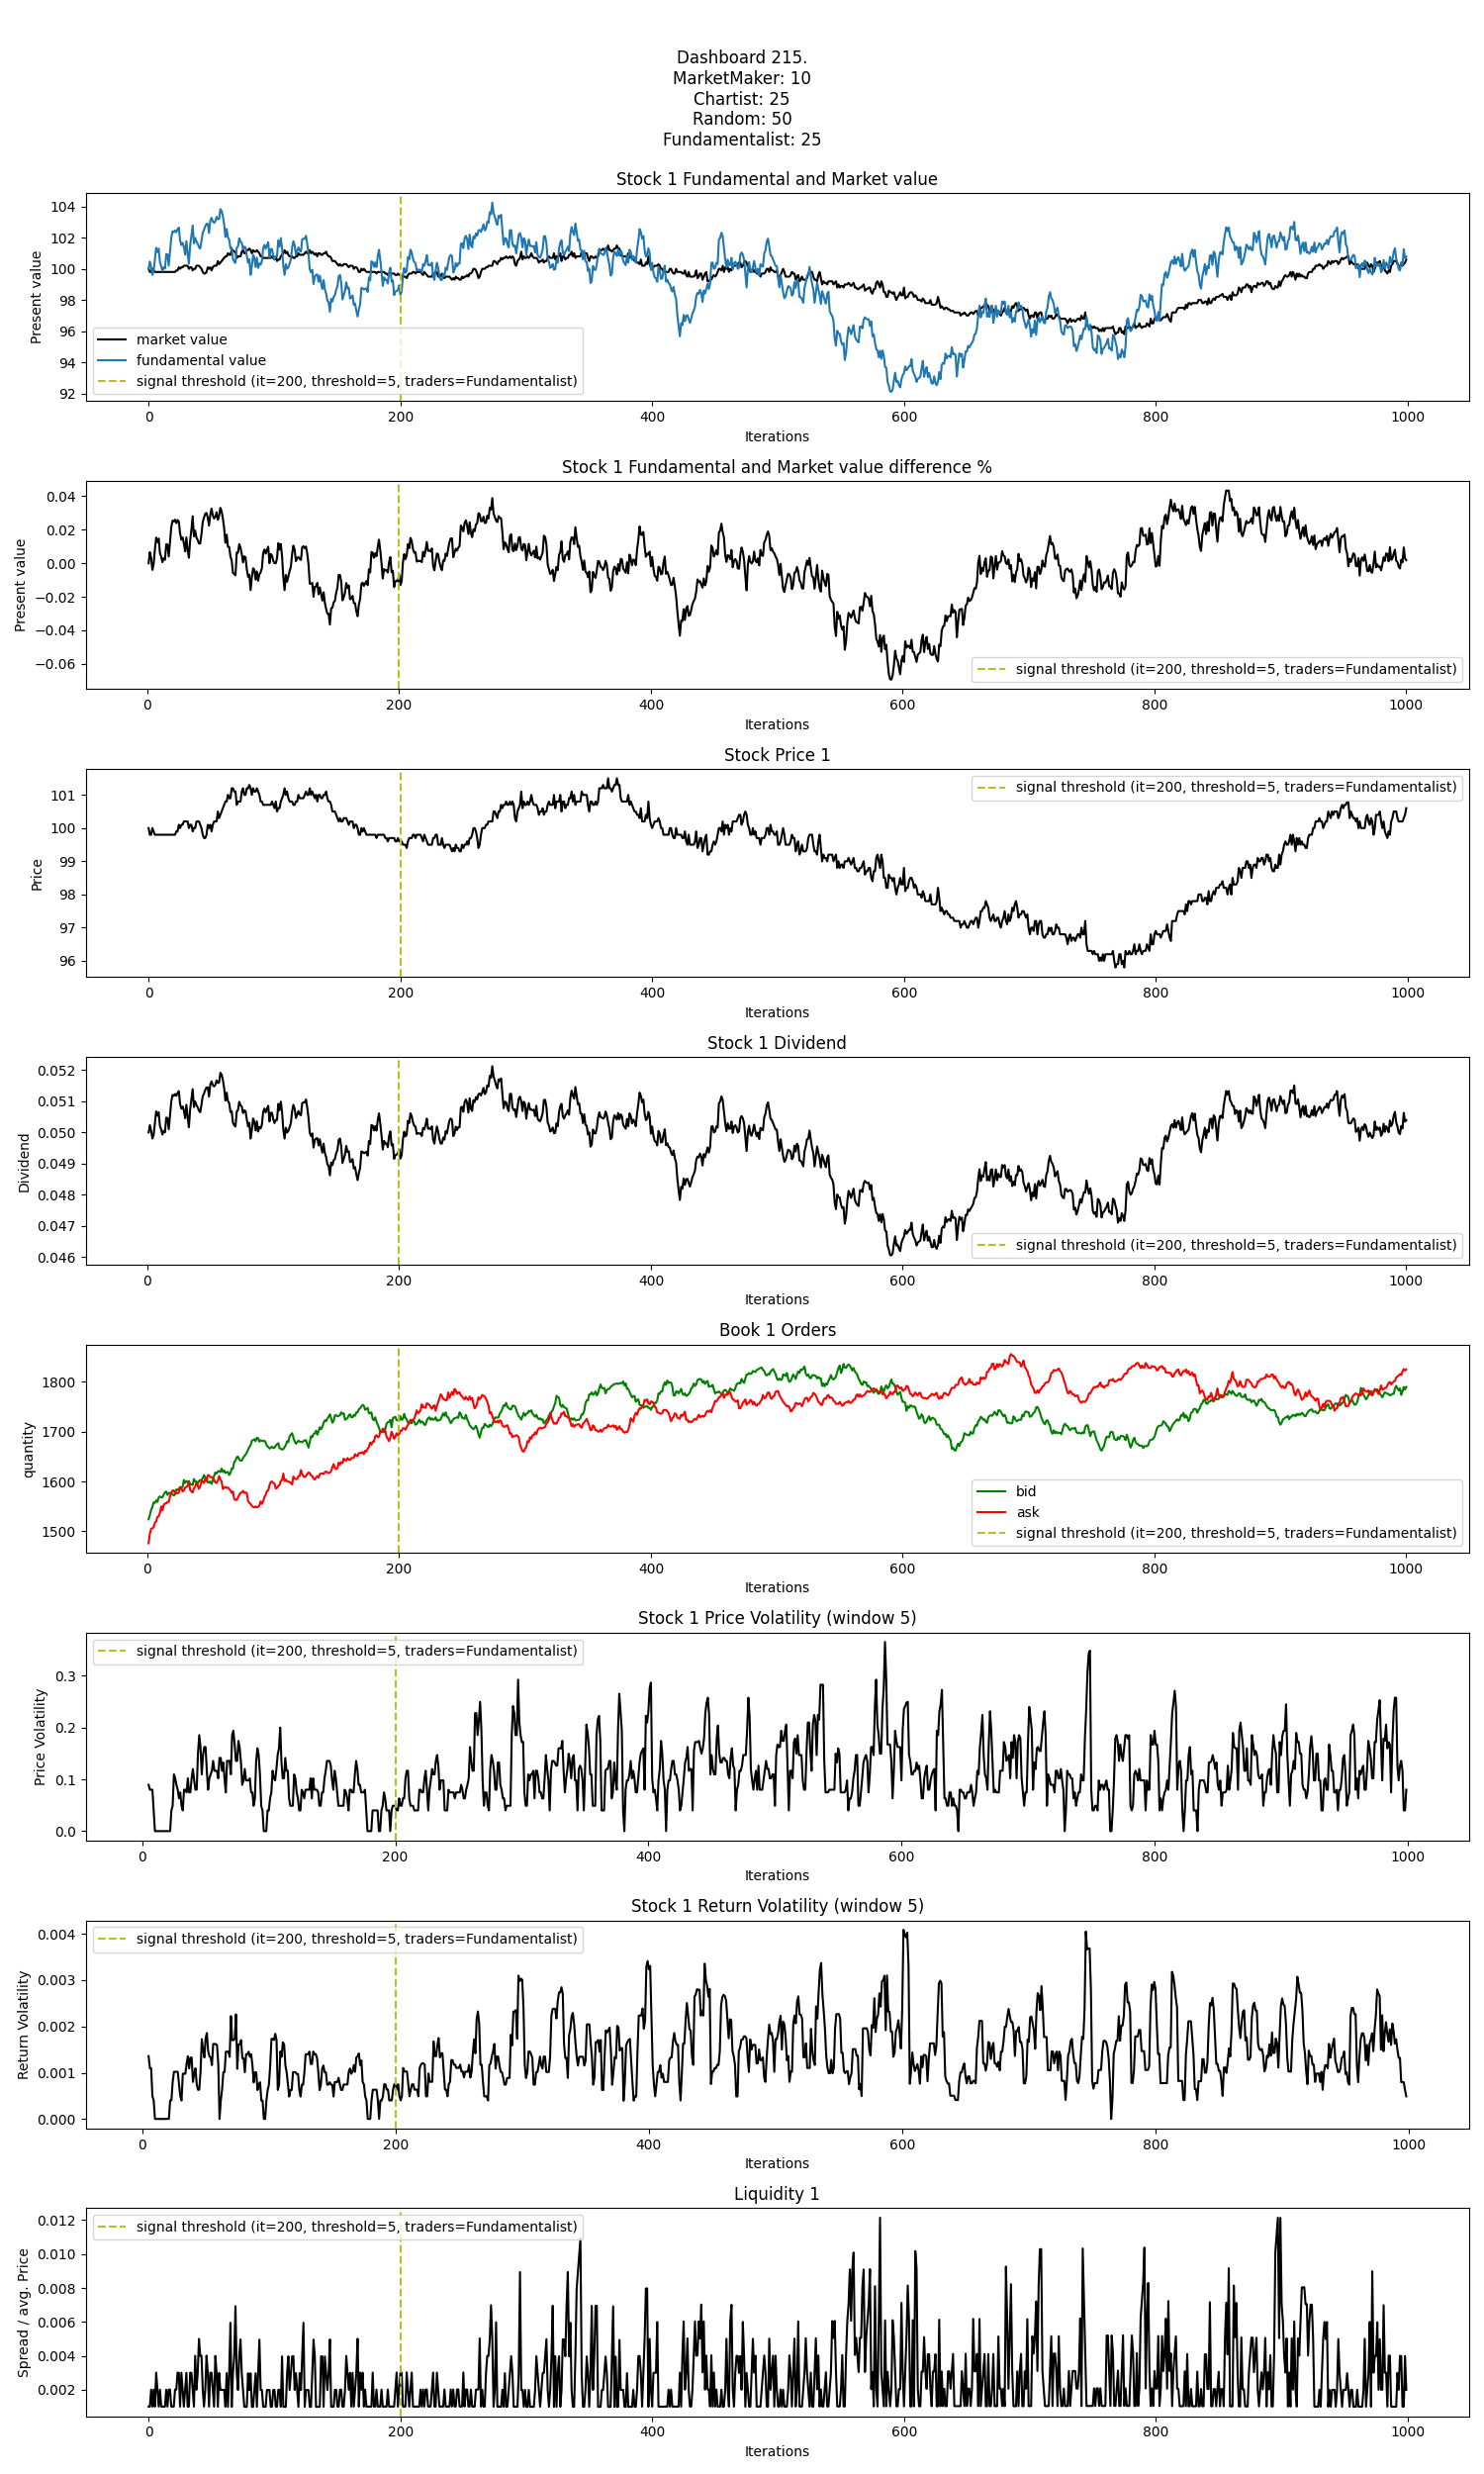 Dashboard 215.
MarketMaker: 10
Chartist: 25
Random: 50
Fundamentalist: 25
Stock 1 Fundamental and Market value
Present value
104
102
100
98
96
94
92
market value
fundamental value
signal threshold (it=200, threshold=5, traders=Fundamentalist)
0 200 400 600 800 1000
Iterations
Stock 1 Fundamental and Market value difference %
Present value
0.04
0.02
0.00
−0.02
−0.04
−0.06
signal threshold (it=200, threshold=5, traders=Fundamentalist)
0 200 400 600 800 1000
Iterations
Stock Price 1
Price
signal threshold (it=200, threshold=5, traders=Fundamentalist)
101
100
99
98
97
96
0 200 400 600 800 1000
Iterations
Stock 1 Dividend
Dividend
0.052
0.051
0.050
0.049
0.048
0.047
0.046
signal threshold (it=200, threshold=5, traders=Fundamentalist)
0 200 400 600 800 1000
Iterations
Book 1 Orders
quantity
1800
1700
1600
1500
bid
ask
signal threshold (it=200, threshold=5, traders=Fundamentalist)
0 200 400 600 800 1000
Iterations
Stock 1 Price Volatility (window 5)
Price Volatility
signal threshold (it=200, threshold=5, traders=Fundamentalist)
0.3
0.2
0.1
0.0
0 200 400 600 800 1000
Iterations
Stock 1 Return Volatility (window 5)
Return Volatility
signal threshold (it=200, threshold=5, traders=Fundamentalist)
0.004
0.003
0.002
0.001
0.000
0 200 400 600 800 1000
Iterations
Liquidity 1
Spread / avg. Price
signal threshold (it=200, threshold=5, traders=Fundamentalist)
0.012
0.010
0.008
0.006
0.004
0.002
0 200 400 600 800 1000
Iterations